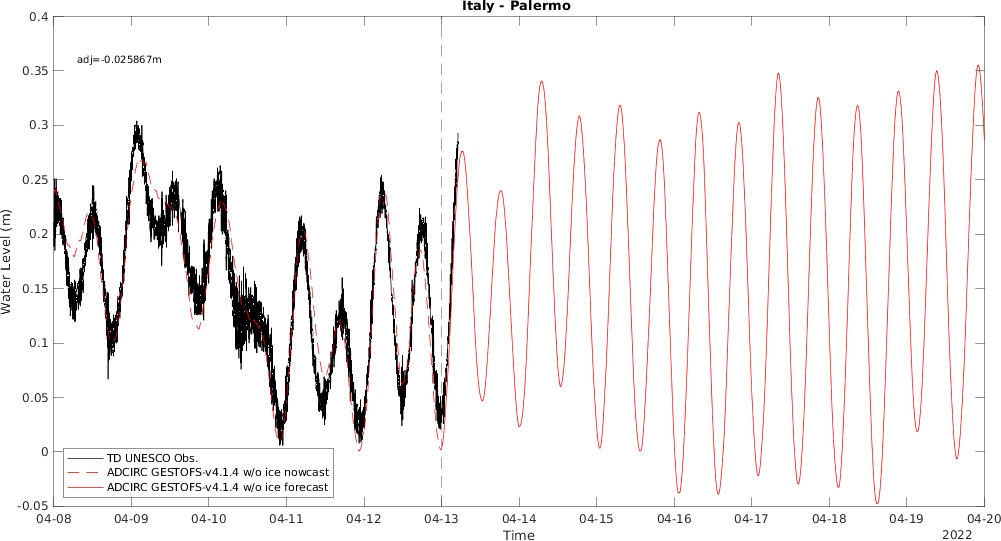 Italy - Palermo
0.4
0.35
0.3
0.25
0.2
0.15
0.1
0.05
0
-0.05
Water Level (m)
adj=-0.025867m
TD UNESCO Obs.
ADCIRC GESTOFS-v4.1.4 w/o ice nowcast
ADCIRC GESTOFS-v4.1.4 w/o ice forecast
04-08 04-09 04-10 04-11 04-12 04-13 04-14 04-15 04-16 04-17 04-18 04-19 04-20
Time
2022